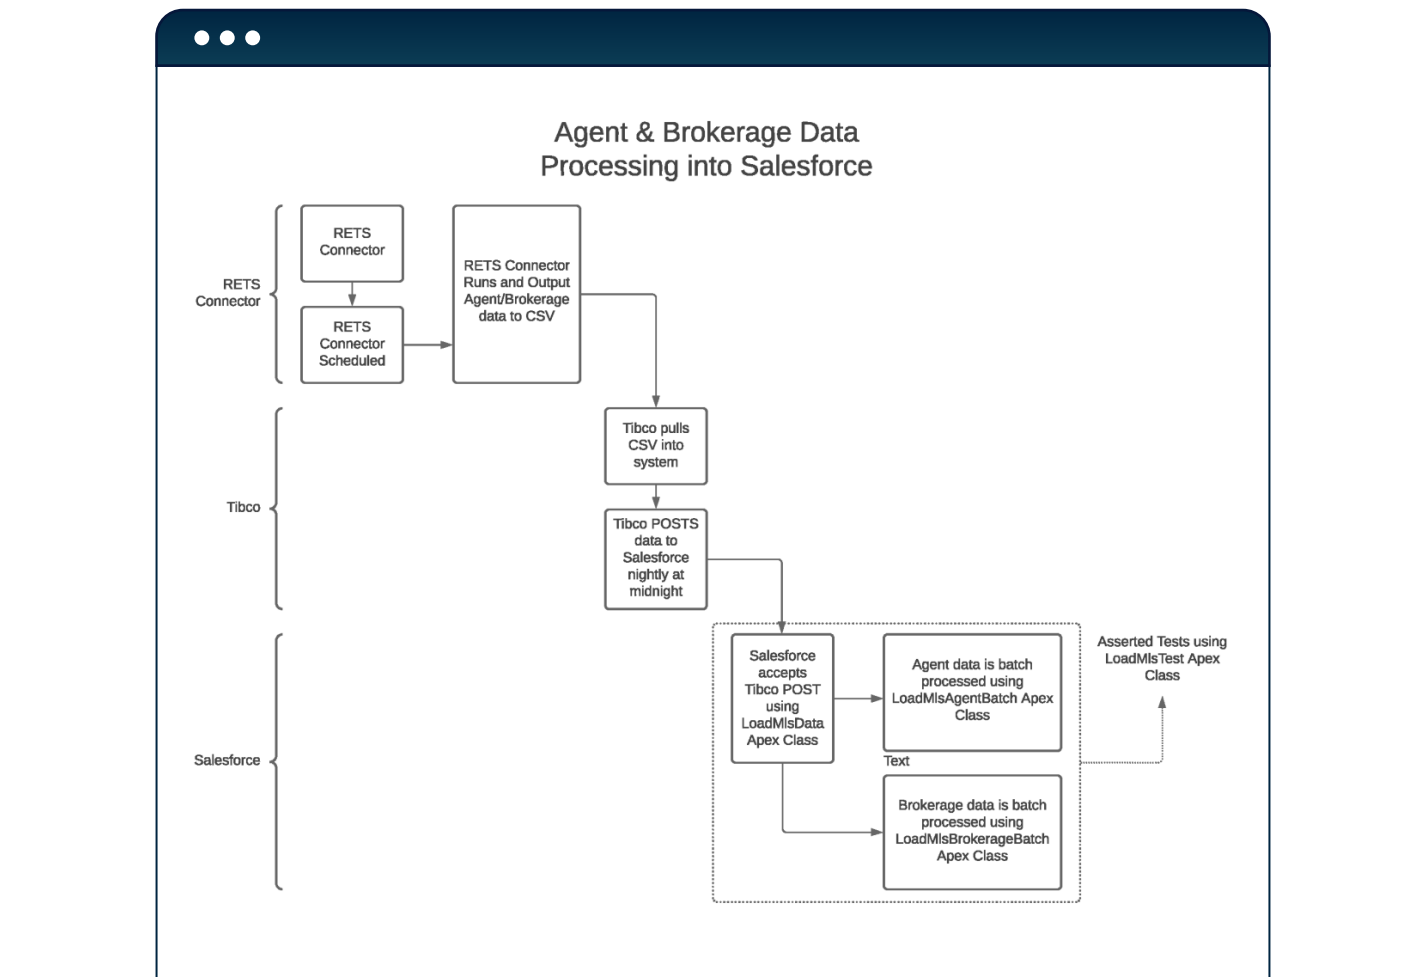 Agent & Brokerage Data
Processing into Salesforce
RETS
Connector
RETS
Connector
RETS
Connector
Scheduled
RETS Connector
Runs and Output
Agent/Brokerage
data to CSV
Tibco
Tibco pulls
CSV into
system
Tibco POSTS
data to
Salesforce
nightly at
midnight
Salesforce
Salesforce
accepts
Tibco POST
using
LoadMlsData
Apex Class
Agent data is batch
processed using
LoadMlsAgentBatch Apex
Class
Text
Brokerage data is batch
processed using
LoadMlsBrokerageBatch
Apex Class
Asserted Tests using
LoadMlsTest Apex
Class